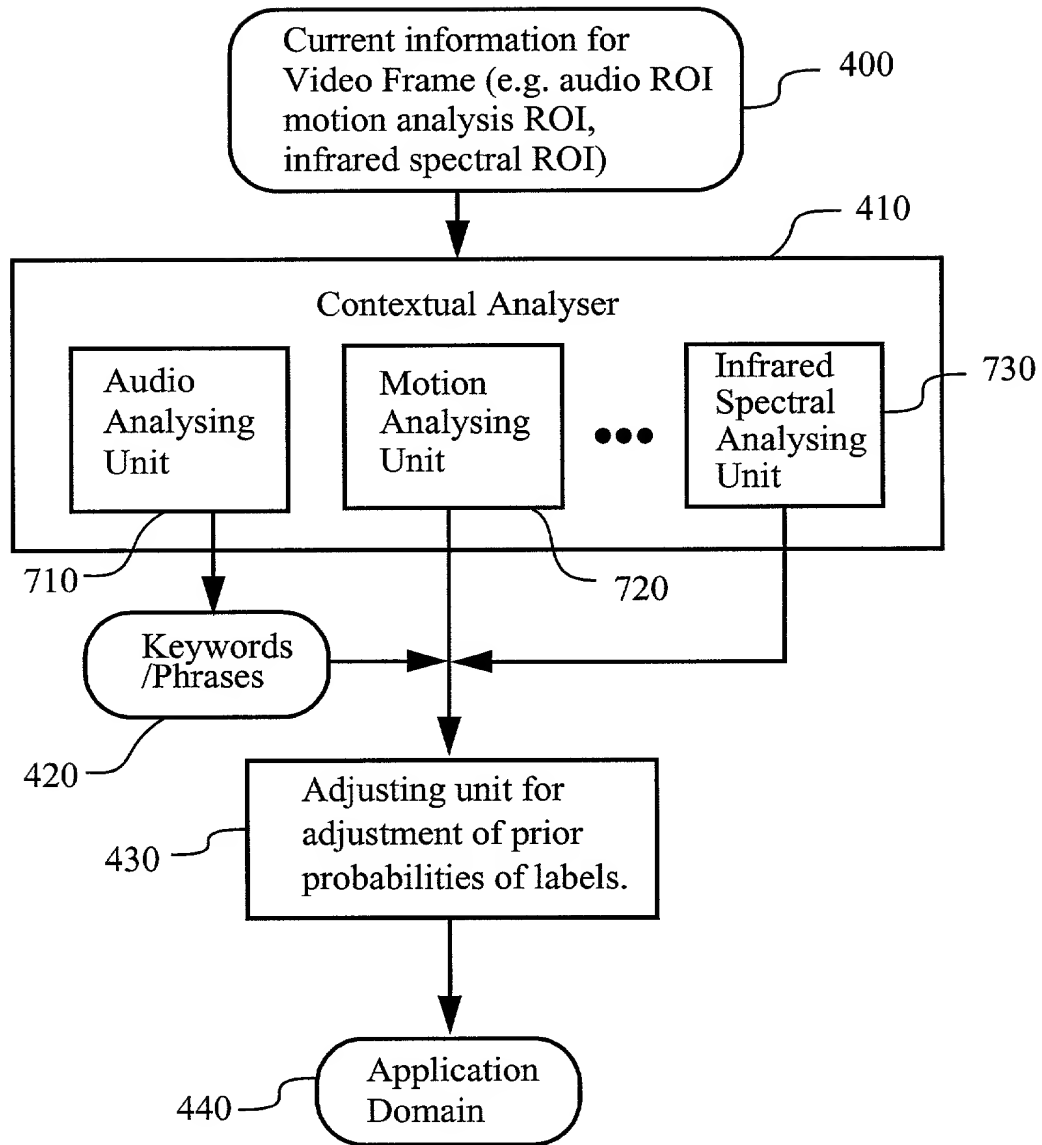 Current information for
Video Frame (e.g. audio ROI
motion analysis ROI,
infrared spectral ROI)
400
410
Contextual Analyser
Audio
Analysing
Unit
Motion
Analysing
Unit
•••
Infrared
Spectral
Analysing
Unit
730
710
720
Keywords
/Phrases
420
Adjusting unit for
adjustment of prior
probabilities of labels.
430
Application
Domain
440